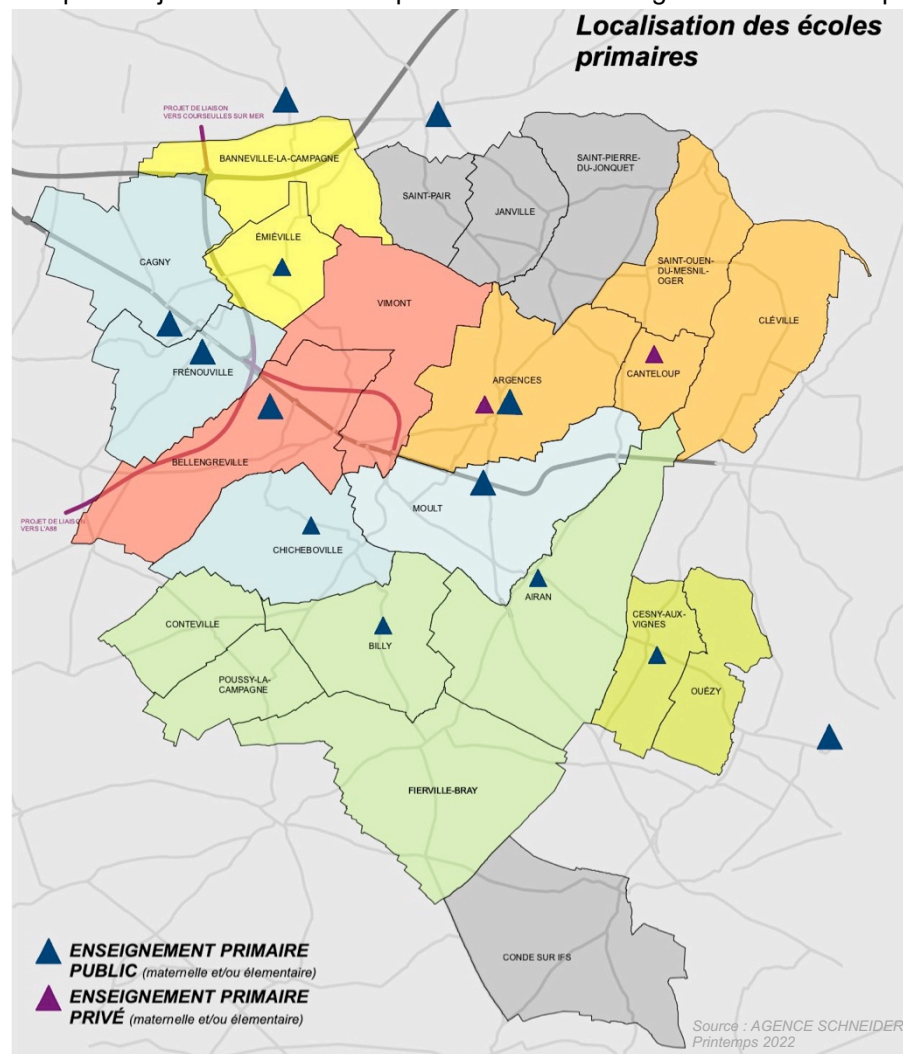 Localisation des écoles
primaires
PROJET DE LIAISON
VERS COURSEULLES SUR MER
BANNEVILLE-LA-CAMPAGNE
SAINT-PIERRE-
DU-JONQUET
SAINT-PAIR
JANVILLE
ÉMIÉVILLE
CAGNY
SAINT-OUEN-
DU-MESNIL-
OGER
VIMONT
CLÉVILLE
FRÉNOUVILLE
ARGENCES
CANTELOUP
BELLENGREVILLE
MOULT
PROJET DE LIAISON
VERS L'A88
CHICHEBOVILLE
AIRAN
CONTEVILLE
CESNY-AUX-
VIGNES
BILLY
POUSSY-LA-
CAMPAGNE
OUÉZY
FIERVILLE-BRAY
CONDE SUR IFS
ENSEIGNEMENT PRIMAIRE
PUBLIC (maternelle et/ou élementaire)
ENSEIGNEMENT PRIMAIRE
PRIVÉ (maternelle et/ou élementaire)
Source : AGENCE SCHNEIDER
Printemps 2022